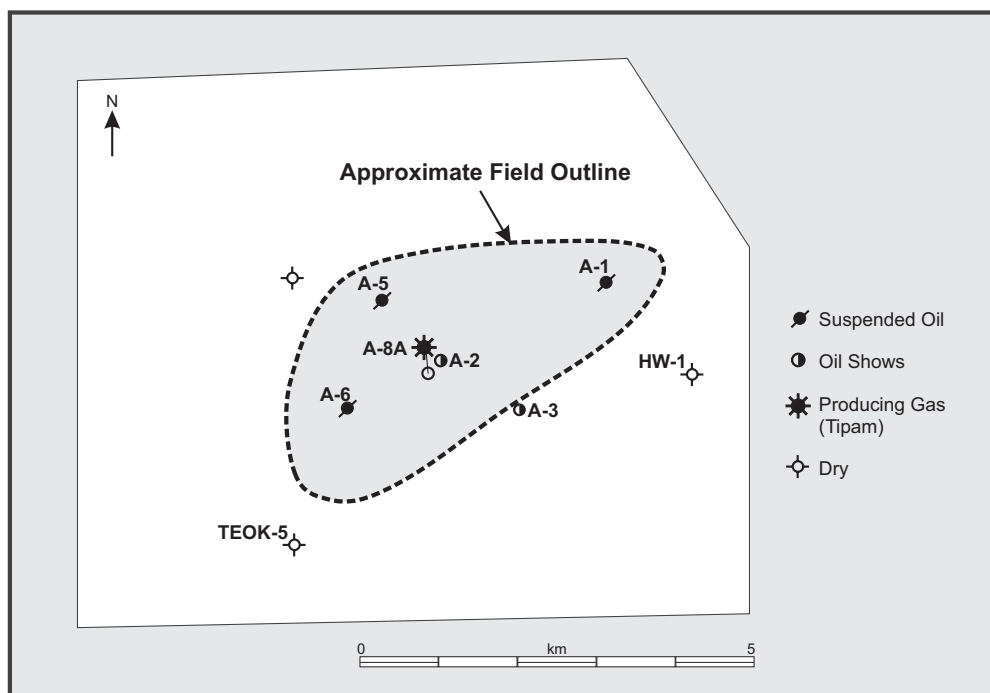 N
Approximate Field Outline
A-5
A-1
A-8A
A-2
HW-1
A-6
A-3
TEOK-5
Suspended Oil
Oil Shows
Producing Gas
(Tipam)
Dry
0 km 5